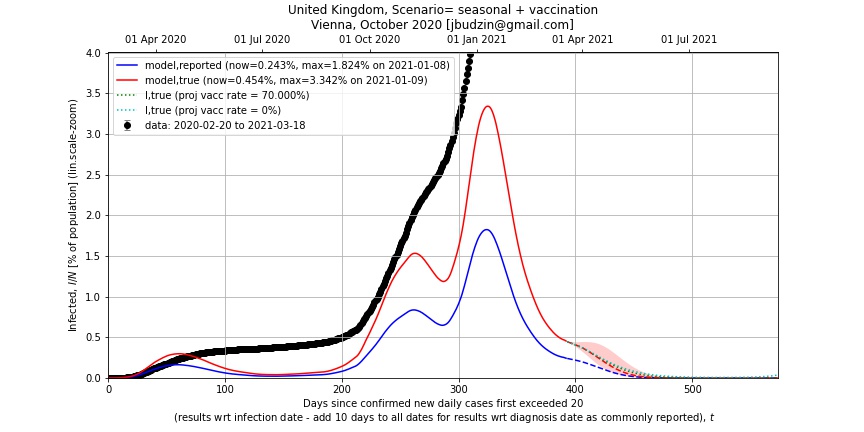 United Kingdom, Scenario= seasonal + vaccination
Vienna, October 2020 [jbudzin@gmail.com]
01 Apr 2020 01 Jul 2020 01 Oct 2020 01 Jan 2021 01 Apr 2021 01 Jul 2021
model,reported (now=0.243%, max=1.824% on 2021-01-08)
model,true (now=0.454%, max=3.342% on 2021-01-09)
I,true (proj vacc rate = 70.000%)
I,true (proj vacc rate = 0%)
data: 2020-02-20 to 2021-03-18
Infected, I/N [% of population] (lin.scale-zoom)
4.0
3.5
3.0
2.5
2.0
1.5
1.0
0.5
0.0
0 100 200 300 400 500
Days since confirmed new daily cases first exceeded 20
(results wrt infection date - add 10 days to all dates for results wrt diagnosis date as commonly reported), t